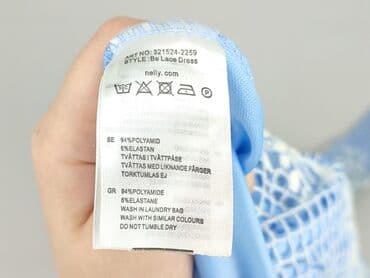 ART NO: 321524-2259
STYLE: Be Lace Dress
nelly.com
SE 94%POLYAMID
6%ELASTAN
TVÄTTAS I TVÄTTPÅSE
TVÄTTAS MED LIKNANDE FÄRGER
TORKTUMLAS EJ
GR 94%POLYAMIDE
6%ELASTANE
WASH IN LAUNDRY BAG
WASH WITH SIMILAR COLOURS
DO NOT TUMBLE DRY